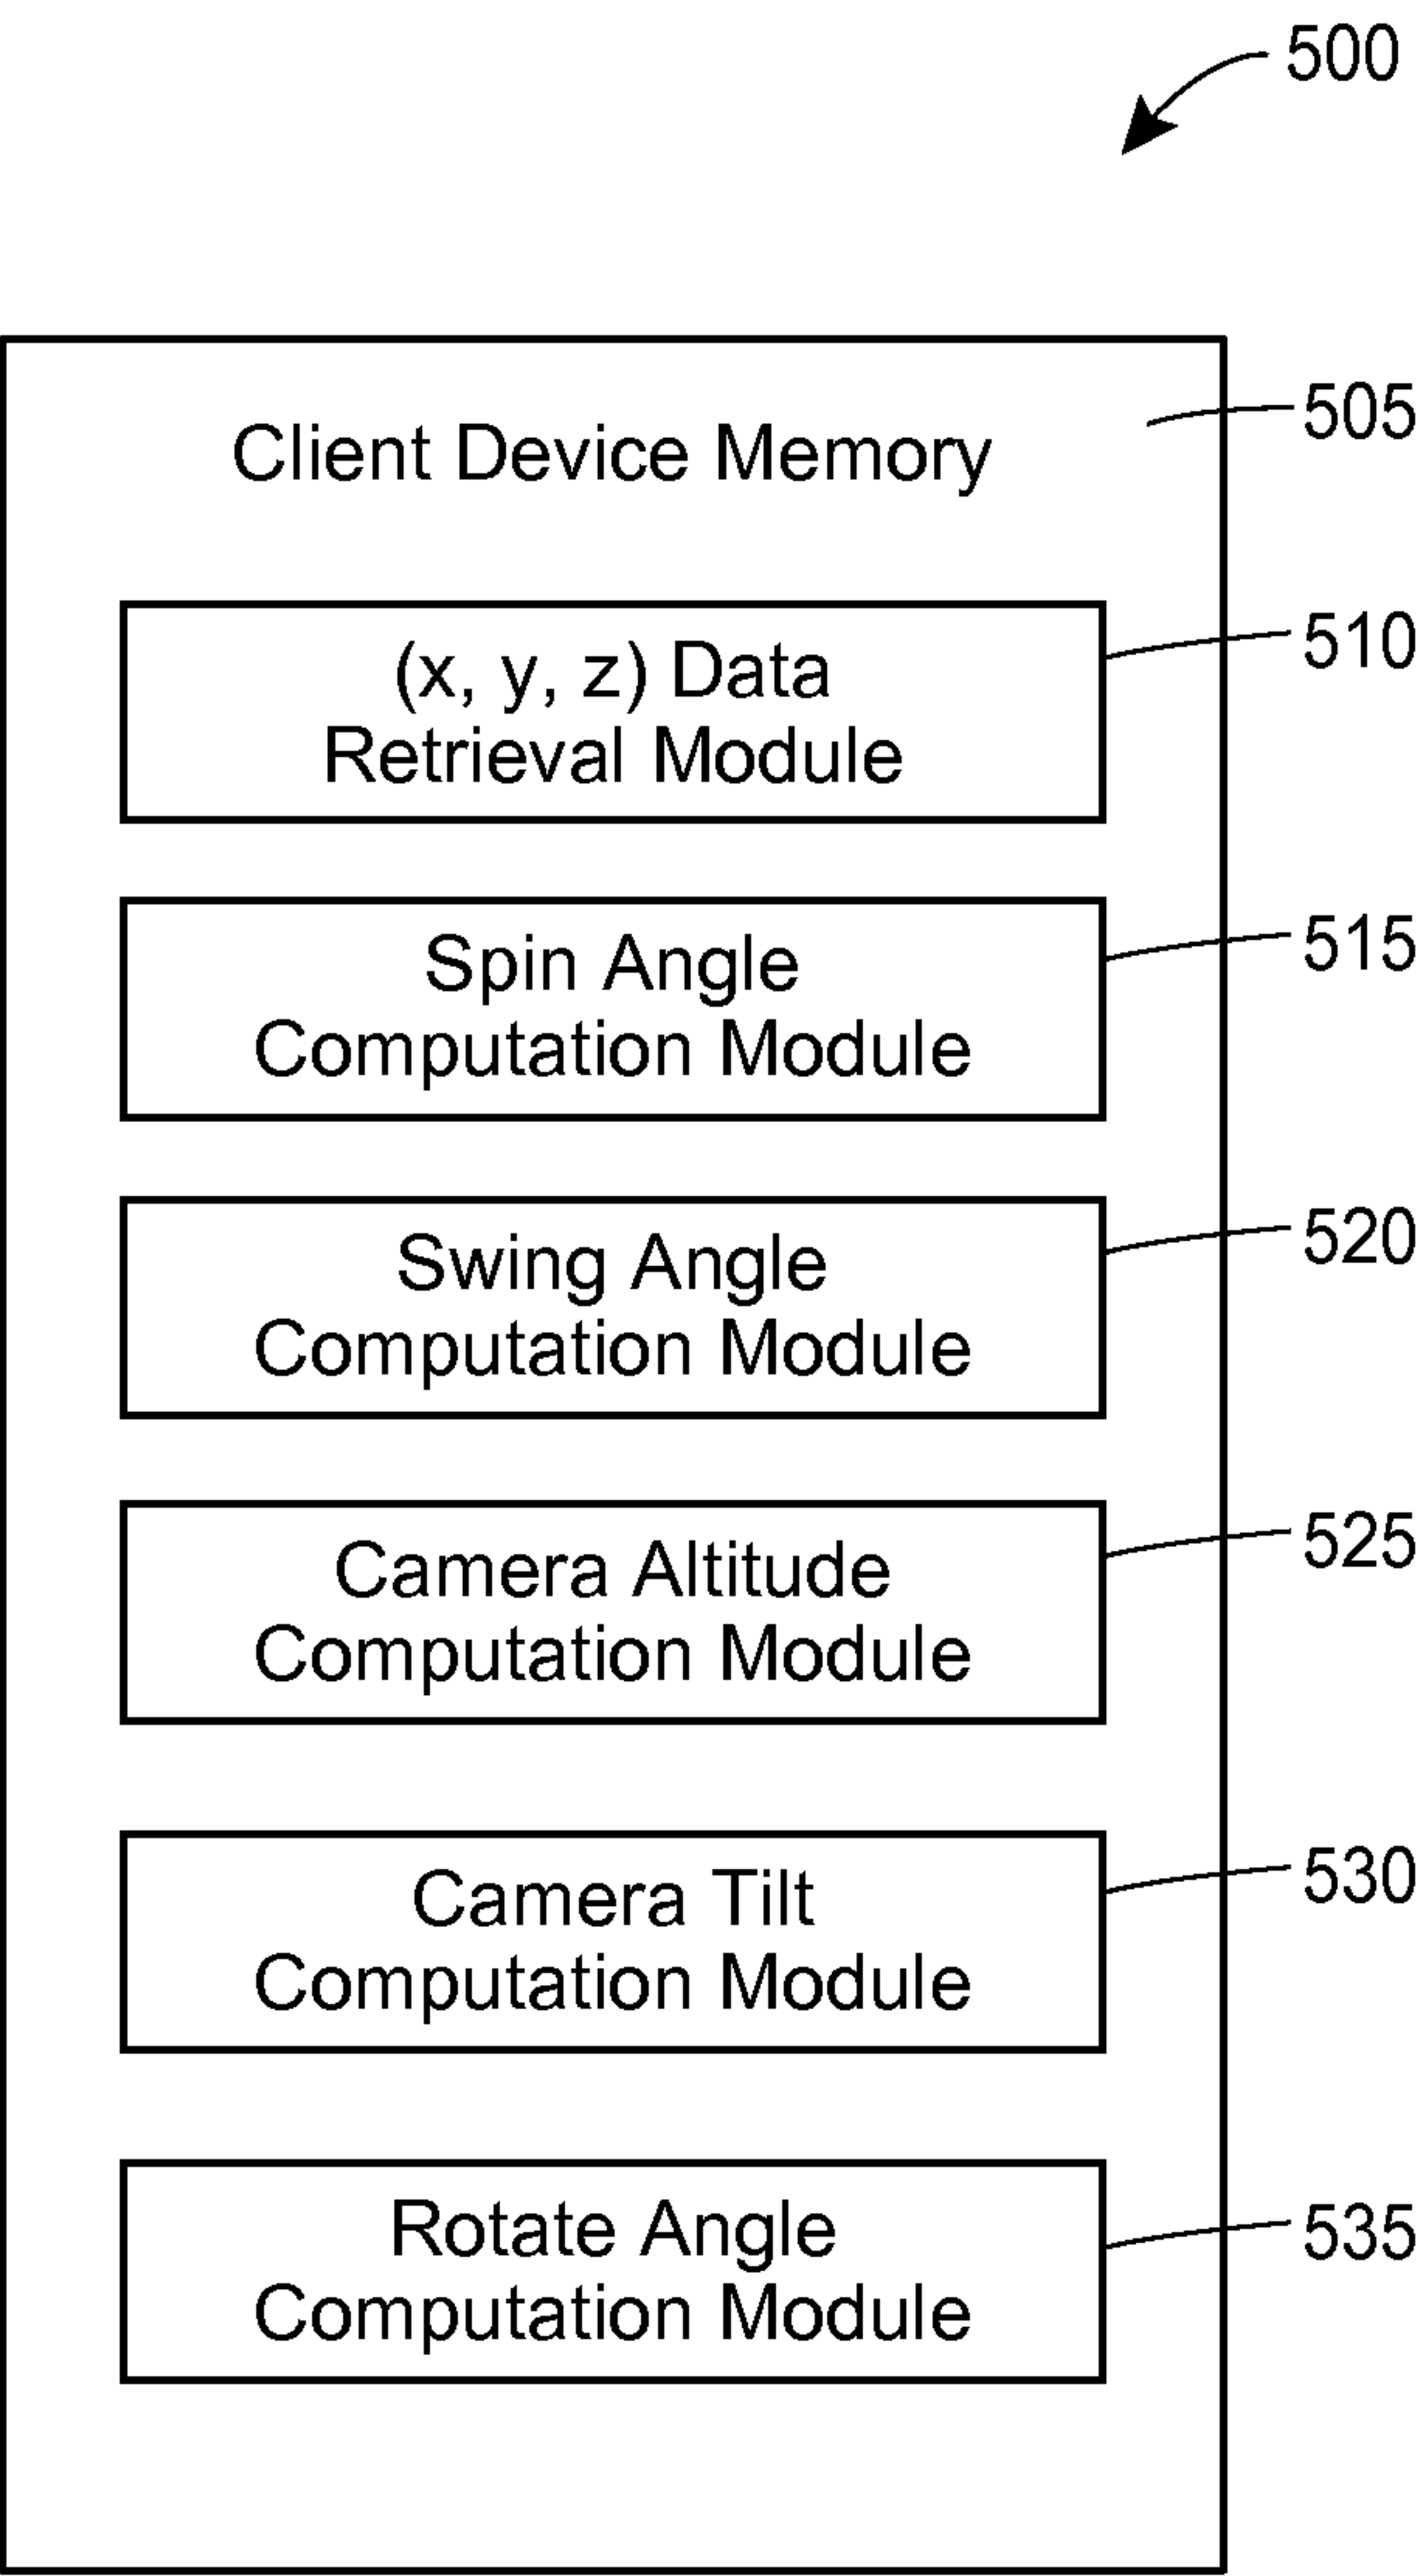 500
Client Device Memory
505
(x, y, z) Data
Retrieval Module
510
Spin Angle
Computation Module
515
Swing Angle
Computation Module
520
Camera Altitude
Computation Module
525
Camera Tilt
Computation Module
530
Rotate Angle
Computation Module
535